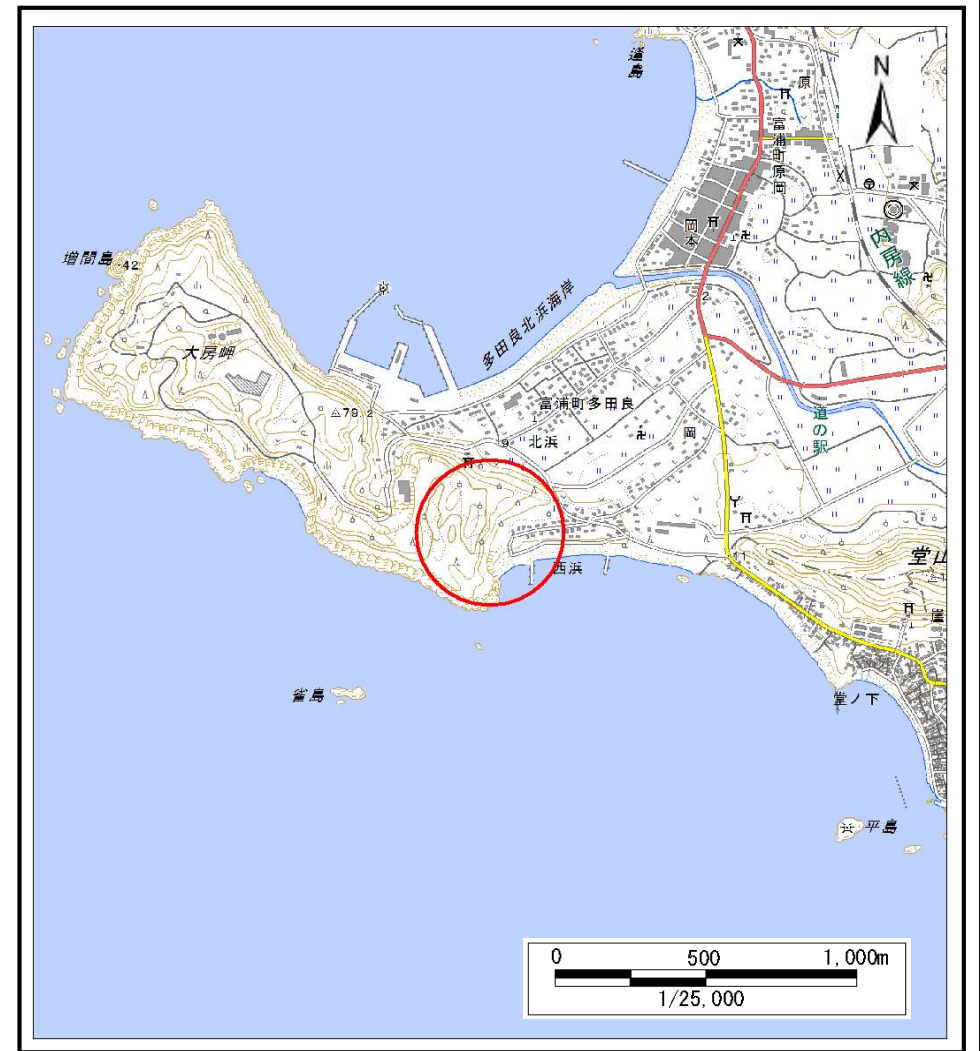 逢島
原
N
富浦町原岡
岡本
内房線
増間島
42
大房岬
50
79.2
多田良北浜海岸
2
富浦町多田良
9
北浜
岡
道の駅
西浜
11
堂山
雀島
堂ノ下
平島
0 500 1,000m
1/25,000